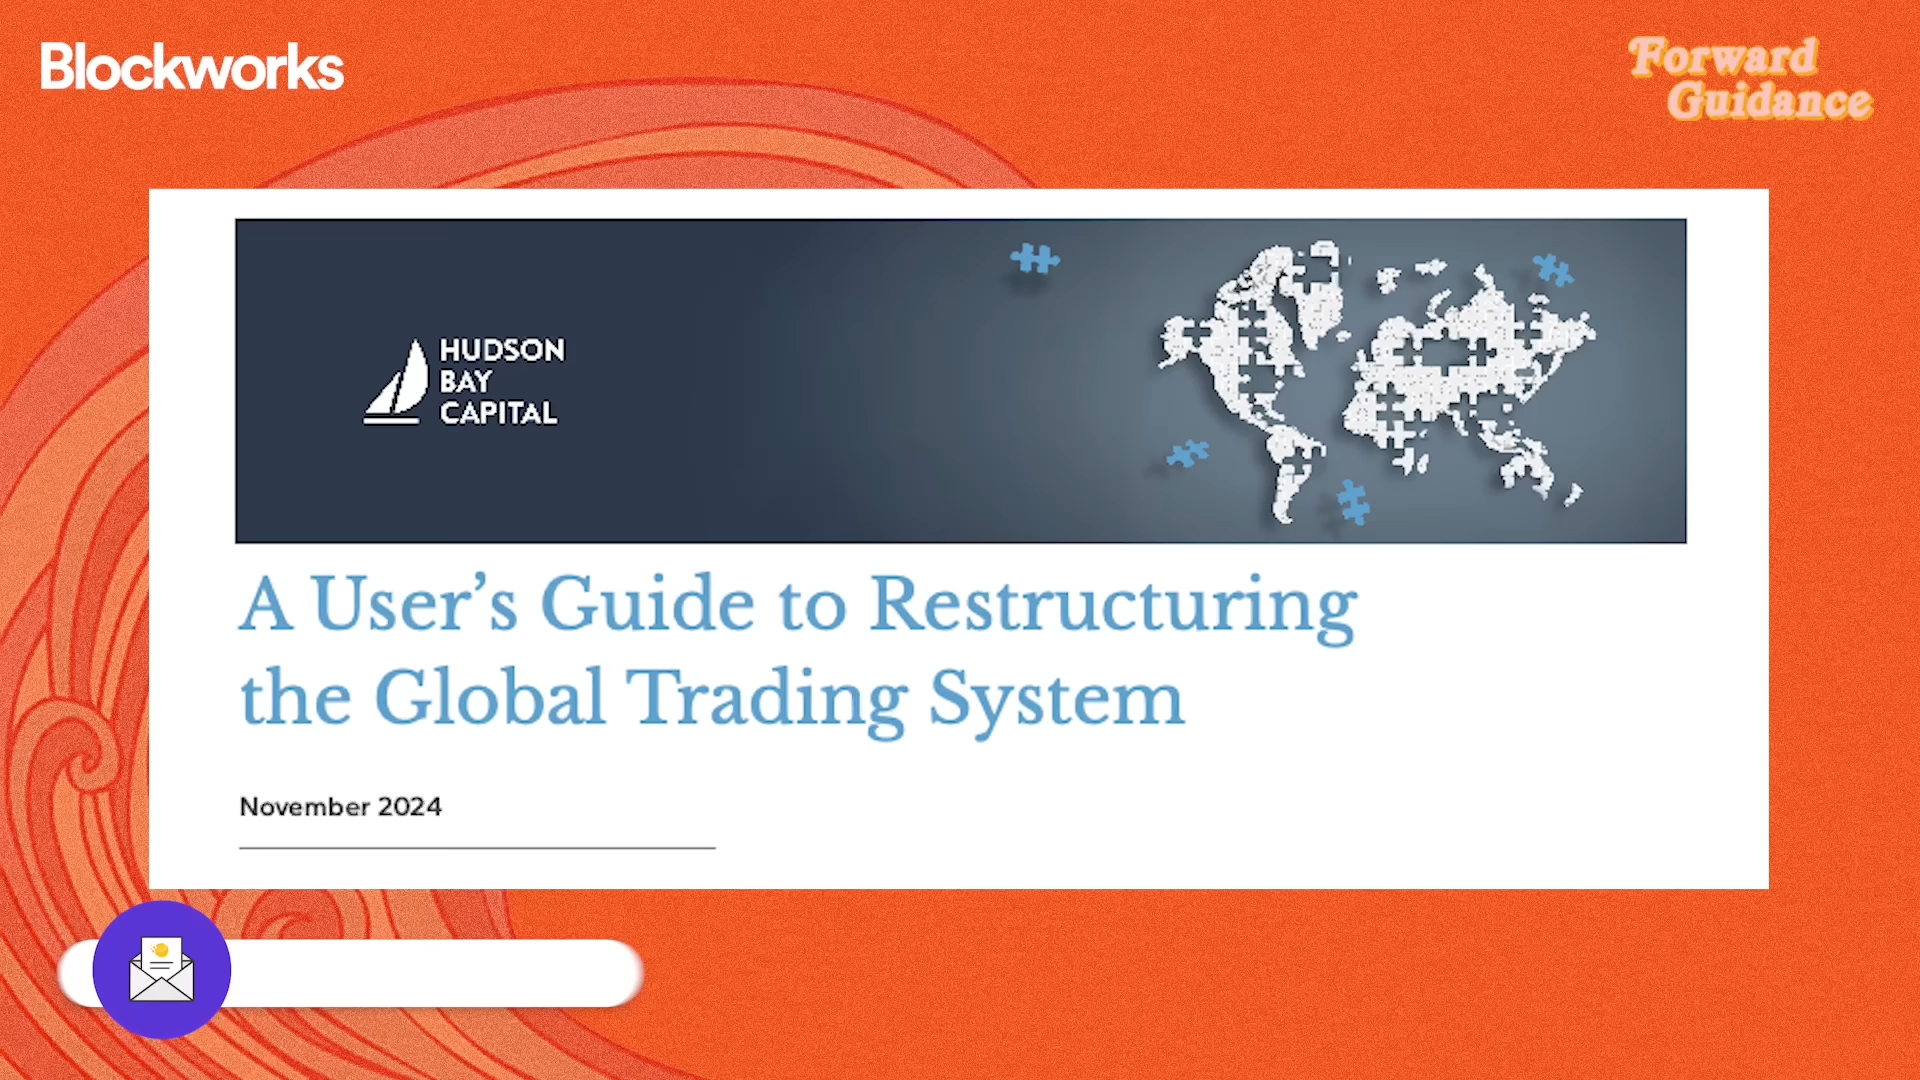 Blockworks
Forward
Guidance
HUDSON
BAY
CAPITAL
A User’s Guide to Restructuring
the Global Trading System
November 2024